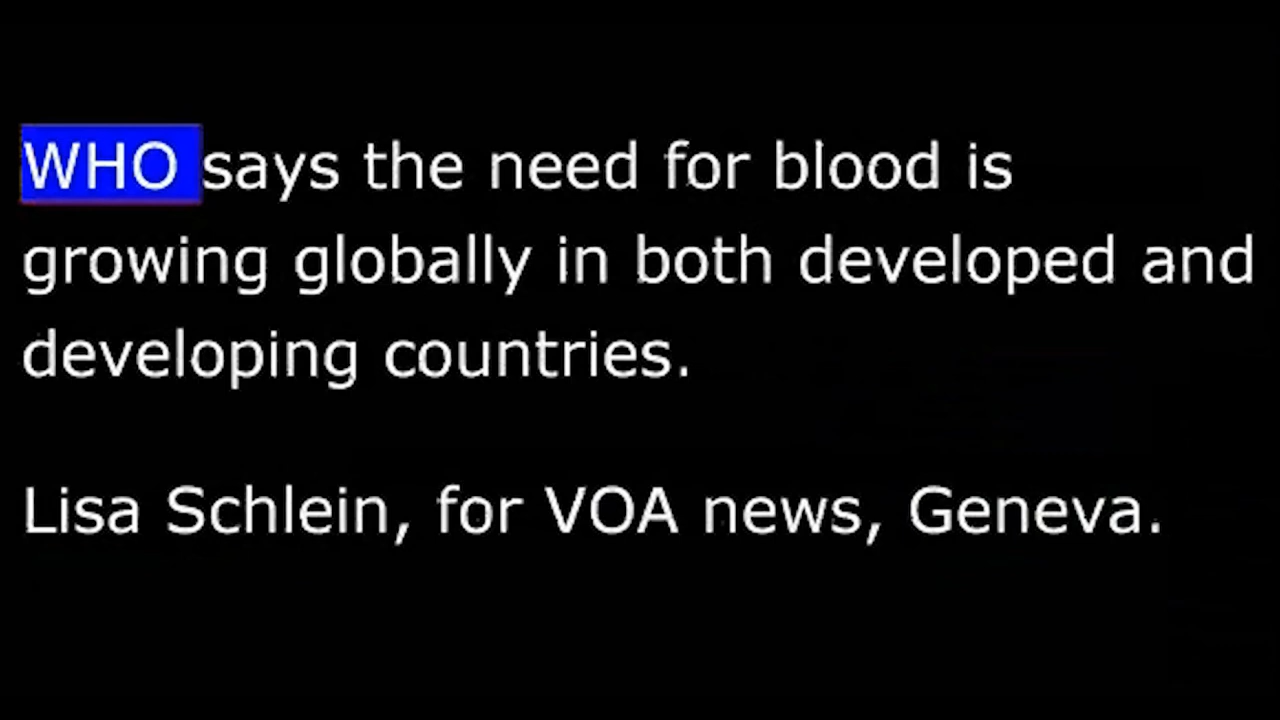 WHO says the need for blood is
growing globally in both developed and
developing countries.
Lisa Schlein, for VOA news, Geneva.